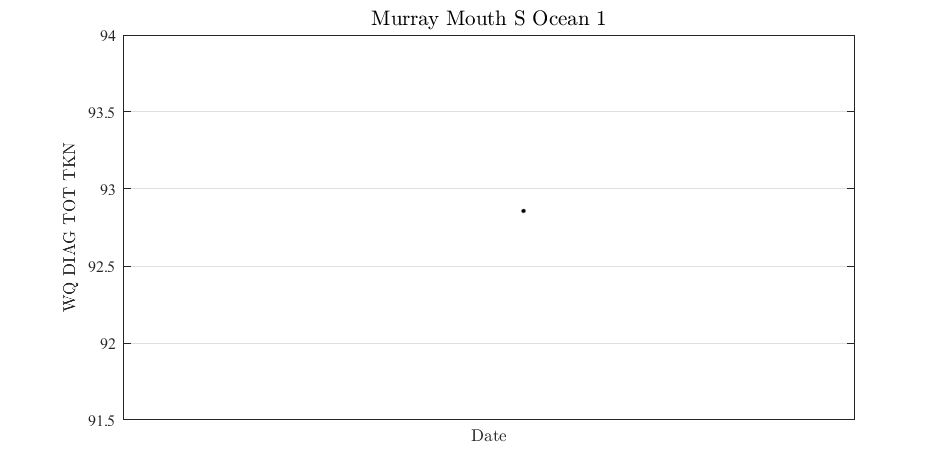 Murray Mouth S Ocean 1
94
93.5
93
92.5
92
91.5
WQ DIAG TOT TKN
Date